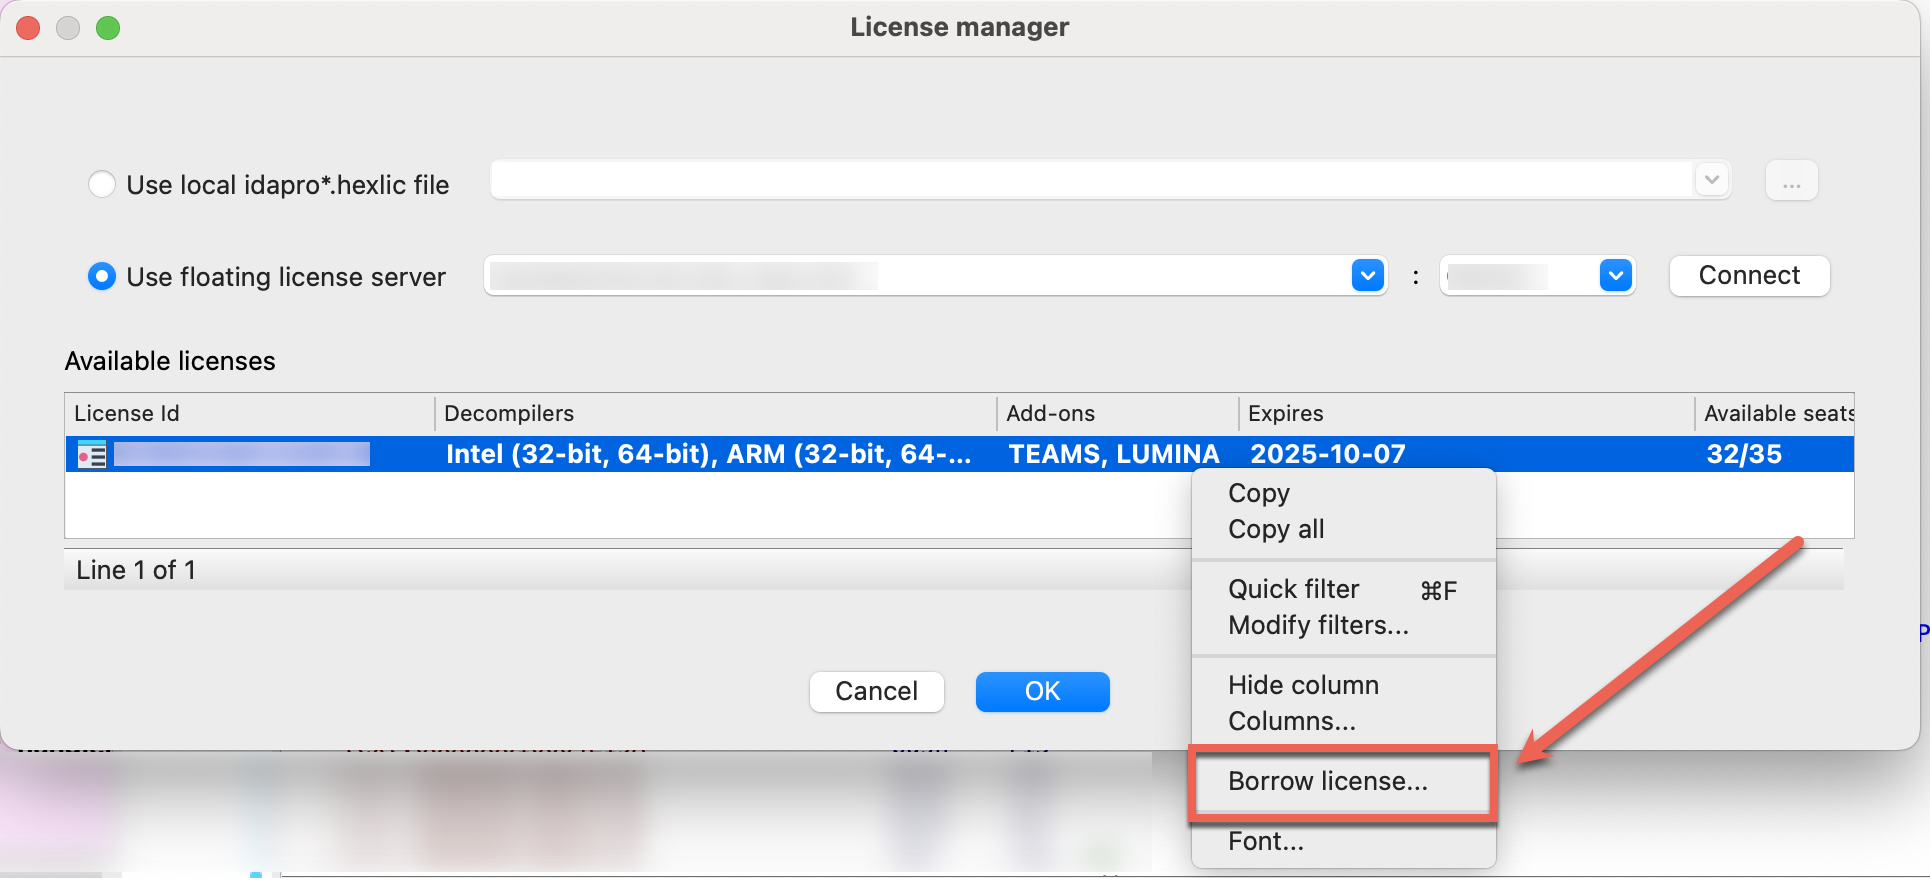 License manager
Use local idapro*.hexlic file
...
Use floating license server
:
Connect
Available licenses
License Id Decompilers Add-ons Expires Available seats
Intel (32-bit, 64-bit), ARM (32-bit, 64-... TEAMS, LUMINA 2025-10-07 32/35
Line 1 of 1
Copy
Copy all
Quick filter ⌘F
Modify filters...
Hide column
Columns...
Borrow license...
Font...
Cancel
OK
P